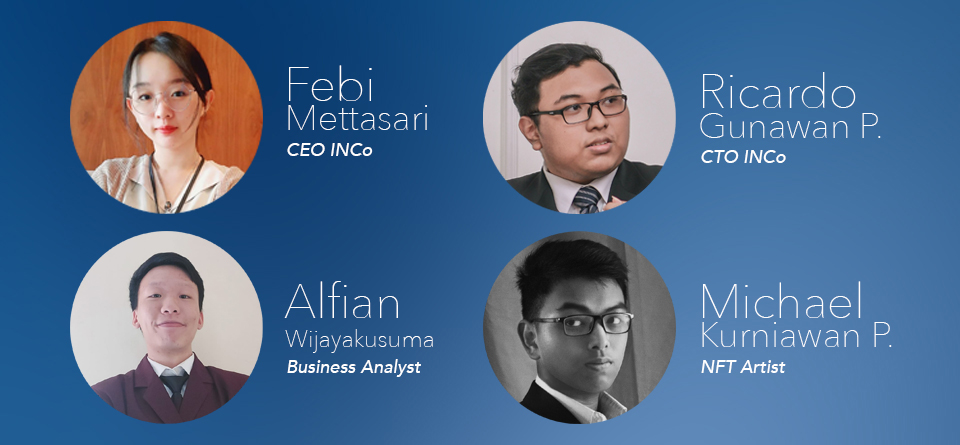 Febi
Mettasari
CEO INCo
Ricardo
Gunawan P.
CTO INCo
Alfian
Wijayakusuma
Business Analyst
Michael
Kurniawan P.
NFT Artist